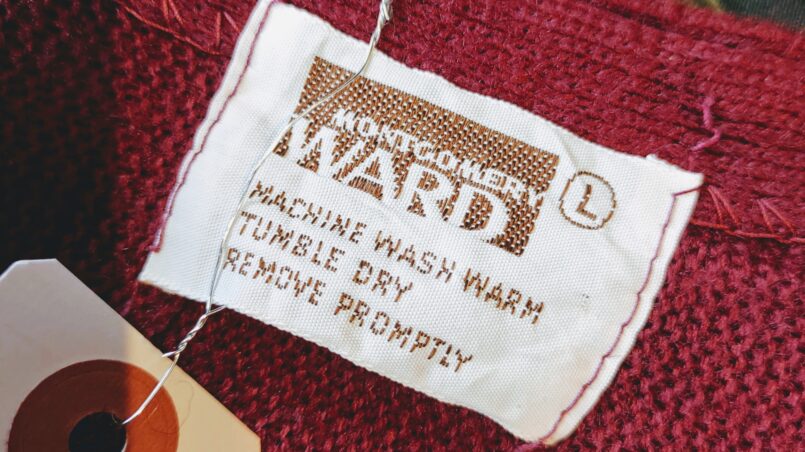 MONTGOMERY
WARD
L
MACHINE WASH WARM
TUMBLE DRY
REMOVE PROMPTLY